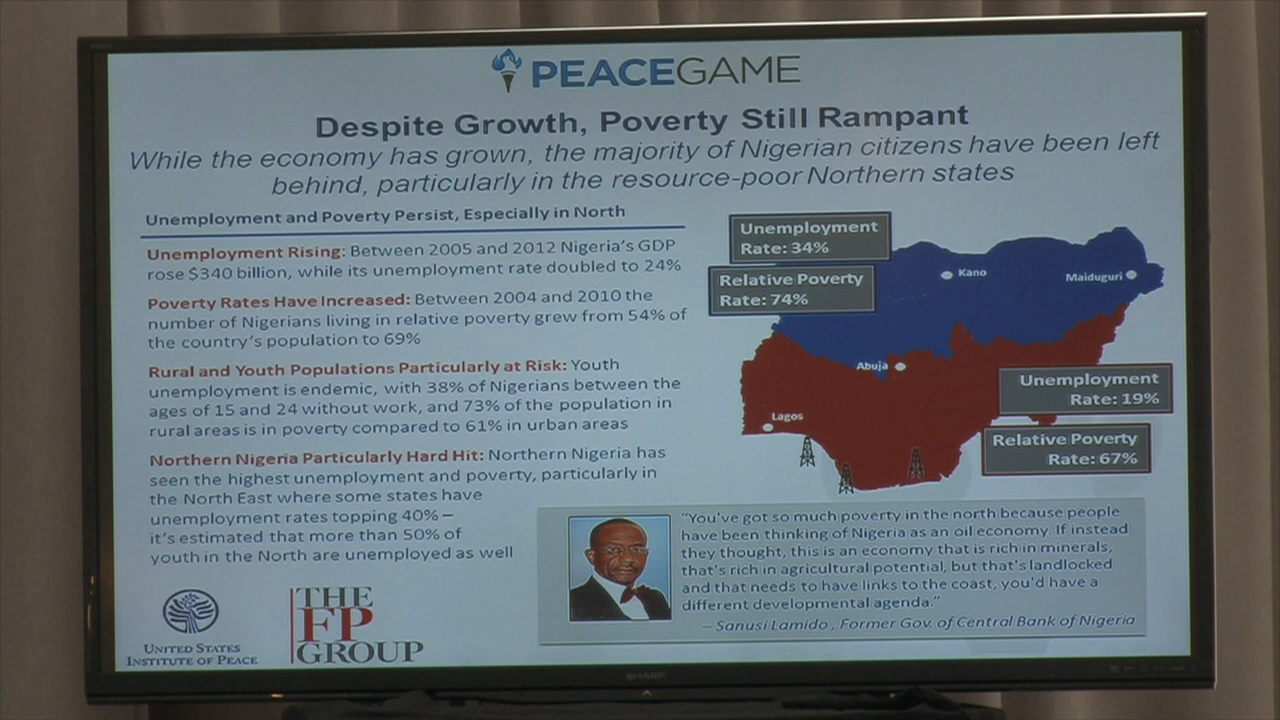 PEACEGAME
Despite Growth, Poverty Still Rampant
While the economy has grown, the majority of Nigerian citizens have been left
behind, particularly in the resource-poor Northern states
Unemployment and Poverty Persist, Especially in North
Unemployment Rising: Between 2005 and 2012 Nigeria's GDP
rose $340 billion, while its unemployment rate doubled to 24%
Poverty Rates Have Increased: Between 2004 and 2010 the
number of Nigerians living in relative poverty grew from 54% of
the country's population to 69%
Rural and Youth Populations Particularly at Risk: Youth
unemployment is endemic, with 38% of Nigerians between the
ages of 15 and 24 without work, and 73% of the population in
rural areas is in poverty compared to 61% in urban areas
Northern Nigeria Particularly Hard Hit: Northern Nigeria has
seen the highest unemployment and poverty, particularly in
the North East where some states have
unemployment rates topping 40% –
it's estimated that more than 50% of
youth in the North are unemployed as well
Unemployment
Rate: 34%
Relative Poverty
Rate: 74%
Kano
Maiduguri
Abuja
Lagos
Unemployment
Rate: 19%
Relative Poverty
Rate: 67%
"You've got so much poverty in the north because people
have been thinking of Nigeria as an oil economy. If instead
they thought, this is an economy that is rich in minerals,
that's rich in agricultural potential, but that's landlocked
and that needs to have links to the coast, you'd have a
different developmental agenda."
– Sanusi Lamido, Former Gov. of Central Bank of Nigeria
UNITED STATES
INSTITUTE OF PEACE
THE
FP
GROUP
SHARP